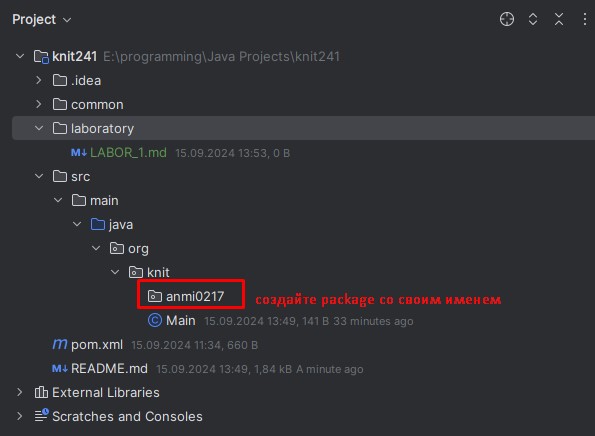 Project
knit241 E:\programming\Java Projects\knit241
.idea
common
laboratory
M↓ LABOR_1.md 15.09.2024 13:53, 0 B
src
main
java
org
knit
anmi0217 создайте package со своим именем
C Main 15.09.2024 13:49, 141 B 33 minutes ago
m pom.xml 15.09.2024 11:34, 660 B
M↓ README.md 15.09.2024 13:49, 1,84 kB A minute ago
External Libraries
Scratches and Consoles